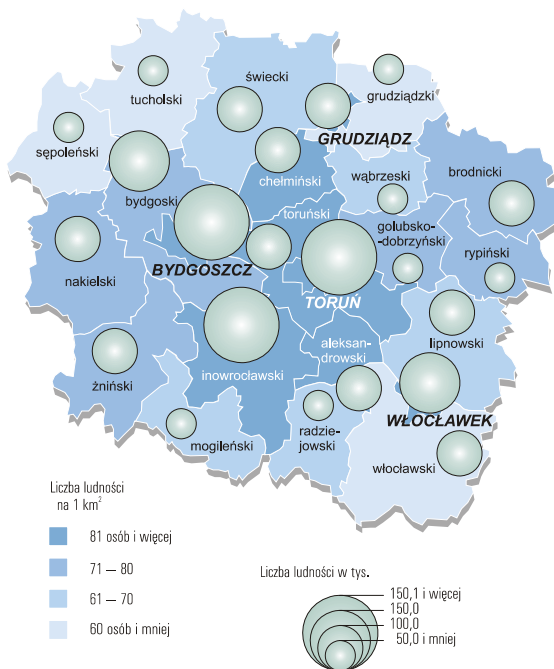 świecki
tucholski
grudziądzki
GRUDZIĄDZ
sępoleński
chełmiński
wąbrzeski
brodnicki
bydgoski
toruński
golubsko-
-dobrzyński
rypiński
nakielski
BYDGOSZCZ
TORUŃ
lipnowski
aleksan-
drowski
żniński
inowrocławski
WŁOCŁAWEK
radzie-
jowski
mogileński
włocławski
Liczba ludności
na 1 km²
81 osób i więcej
71 — 80
61 — 70
60 osób i mniej
Liczba ludności w tys.
150,1 i więcej
150,0
100,0
50,0 i mniej